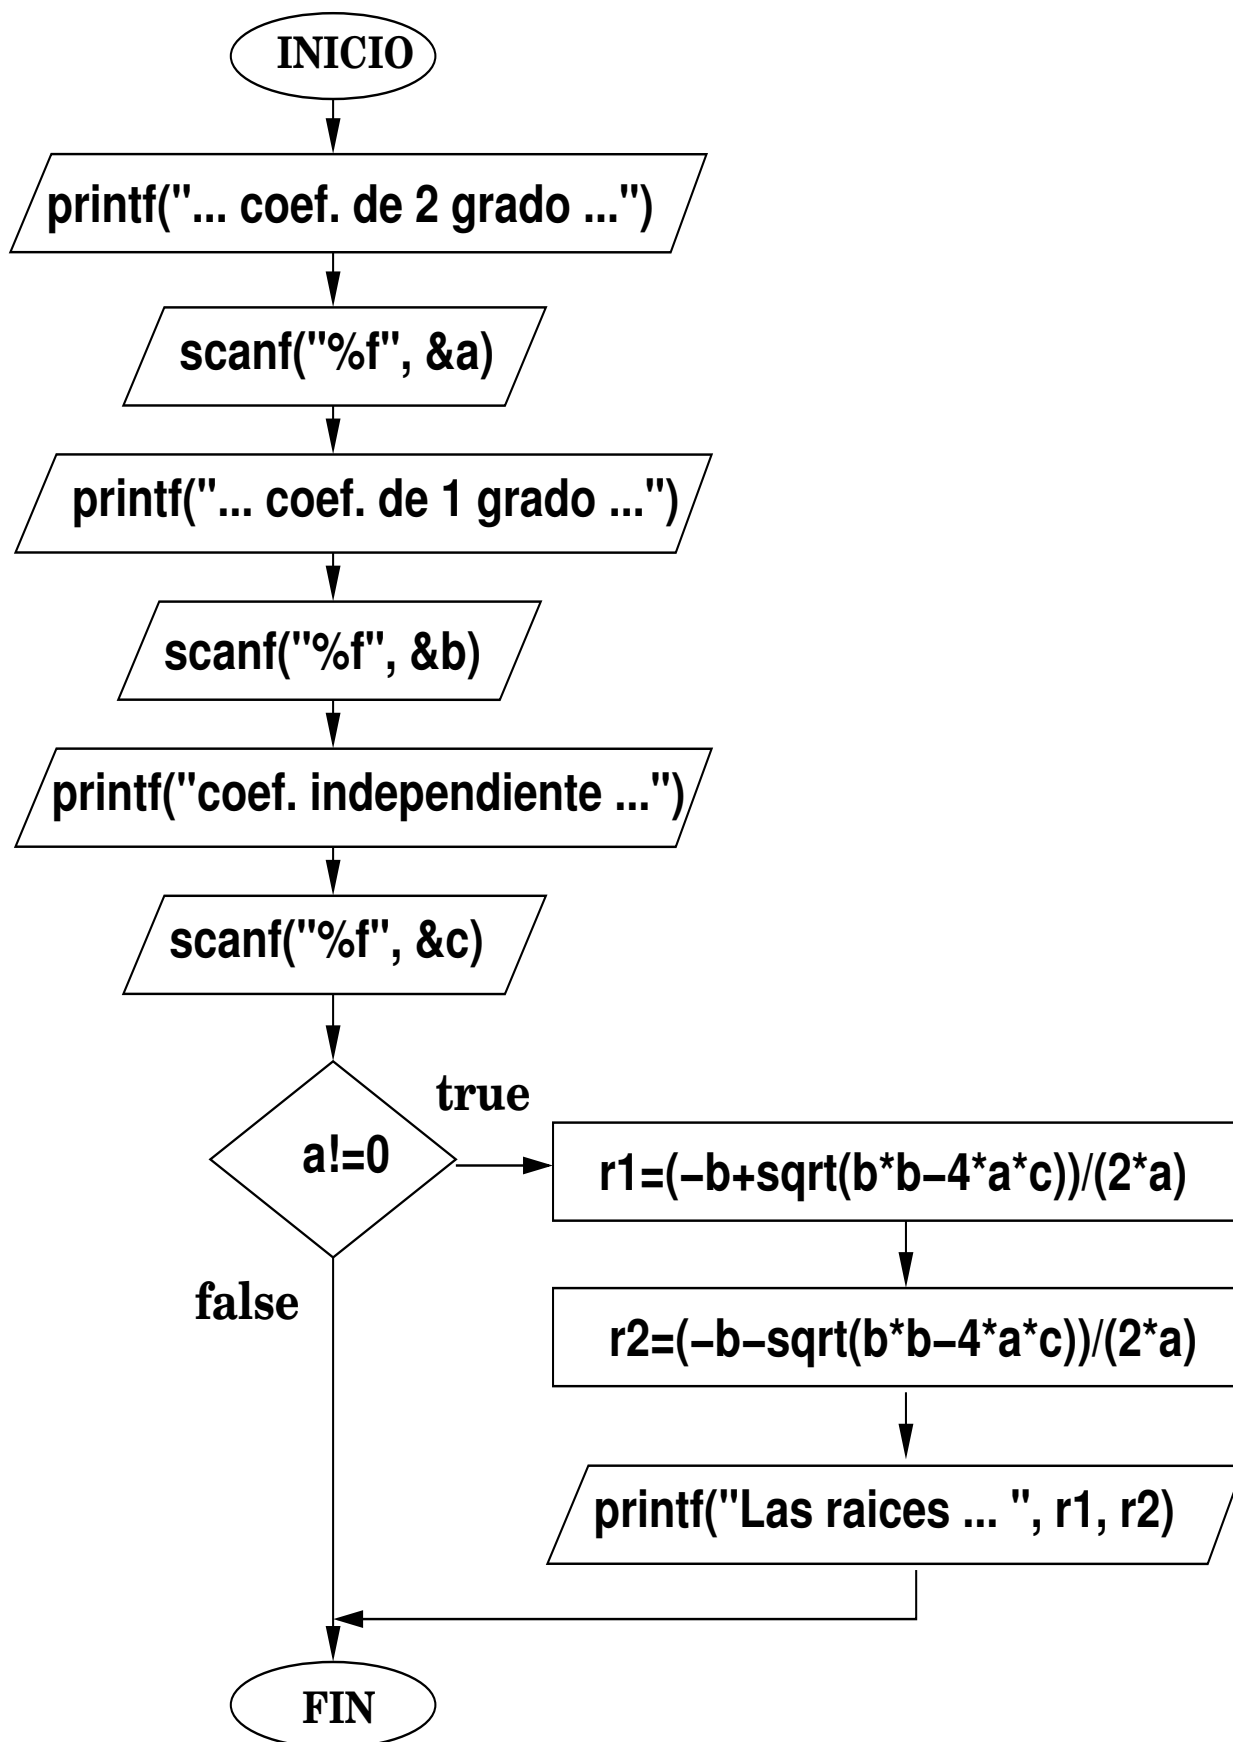 INICIO
printf("... coef. de 2 grado ...")
scanf("%f", &a)
printf("... coef. de 1 grado ...")
scanf("%f", &b)
printf("coef. independiente ...")
scanf("%f", &c)
a!=0
true
r1=(−b+sqrt(b*b−4*a*c))/(2*a)
false
r2=(−b−sqrt(b*b−4*a*c))/(2*a)
printf("Las raices ... ", r1, r2)
FIN